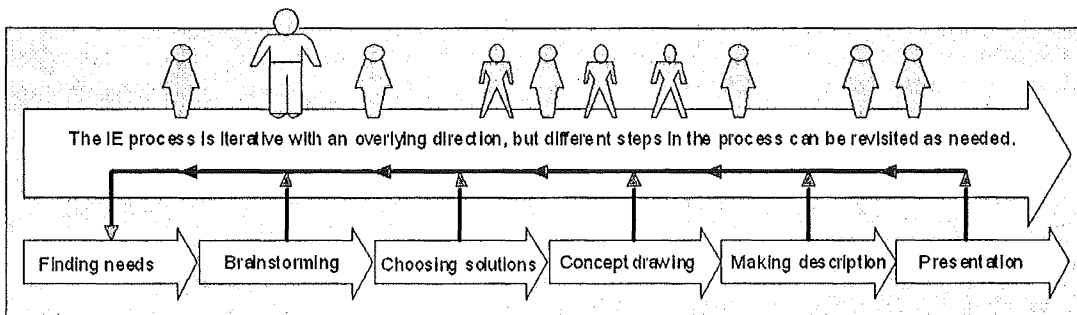 The IE process is iterative with an overlying direction, but different steps in the process can be revisited as needed.
Finding needs
Brainstorming
Choosing solutions
Concept drawing
Making description
Presentation